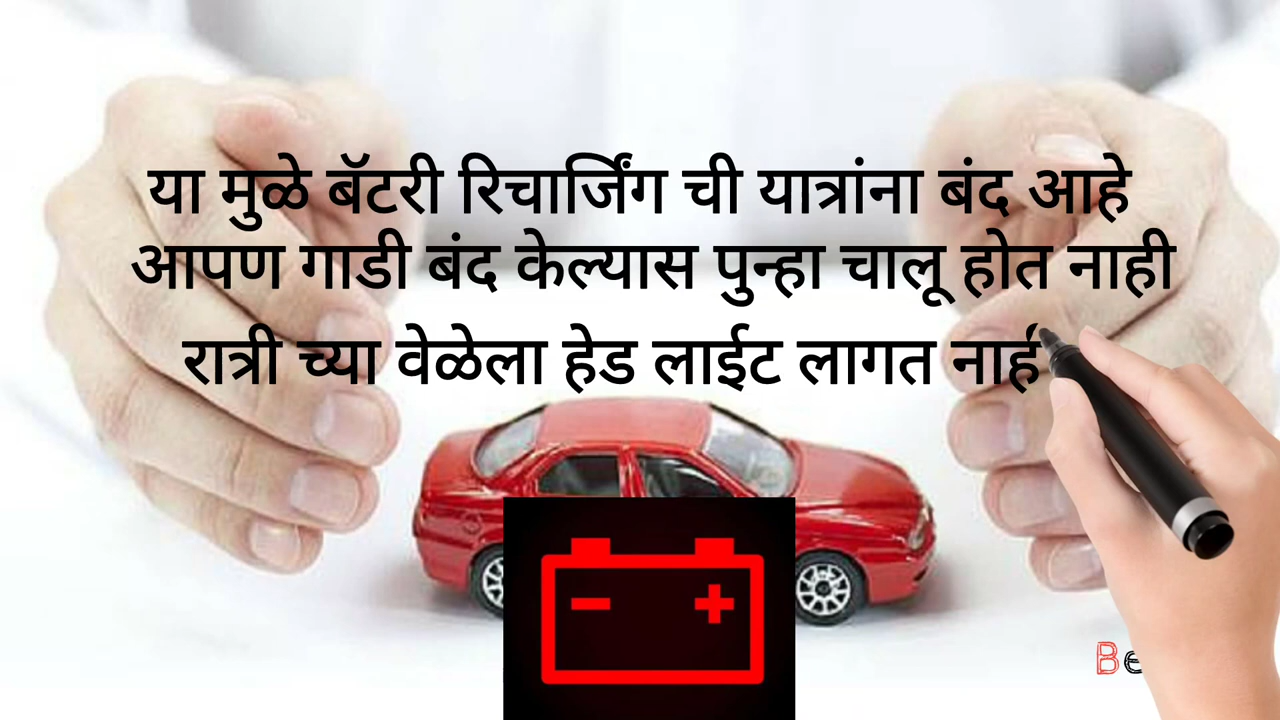 या मुळे बॅटरी रिचार्जिंग ची यात्रांना बंद आहे
आपण गाडी बंद केल्यास पुन्हा चालू होत नाही
रात्री च्या वेळेला हेड लाईट लागत